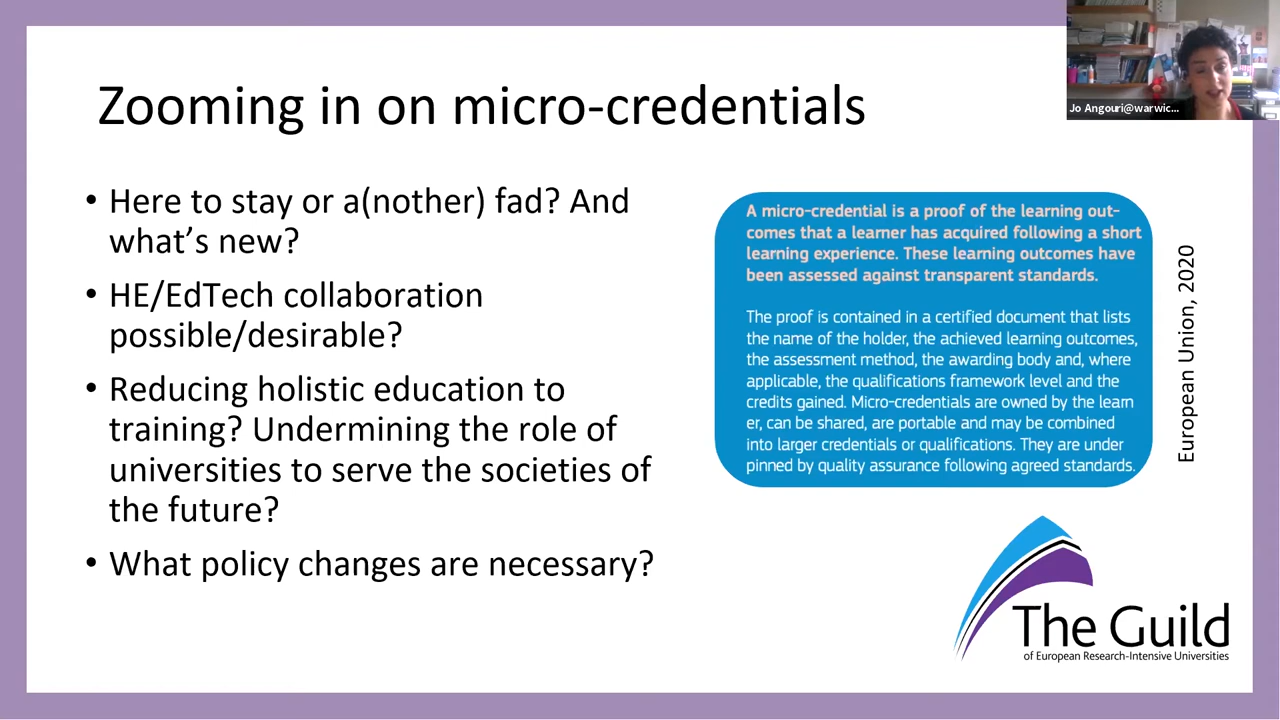 Zooming in on micro-credentials
Jo Angouri@warwic...
• Here to stay or a(nother) fad? And
what's new?
• HE/EdTech collaboration
possible/desirable?
• Reducing holistic education to
training? Undermining the role of
universities to serve the societies of
the future?
• What policy changes are necessary?
A micro-credential is a proof of the learning out-
comes that a learner has acquired following a short
learning experience. These learning outcomes have
been assessed against transparent standards.
The proof is contained in a certified document that lists
the name of the holder, the achieved learning outcomes,
the assessment method, the awarding body and, where
applicable, the qualifications framework level and the
credits gained. Micro-credentials are owned by the learn
er, can be shared, are portable and may be combined
into larger credentials or qualifications. They are under
pinned by quality assurance following agreed standards.
European Union, 2020
The Guild
of European Research-Intensive Universities